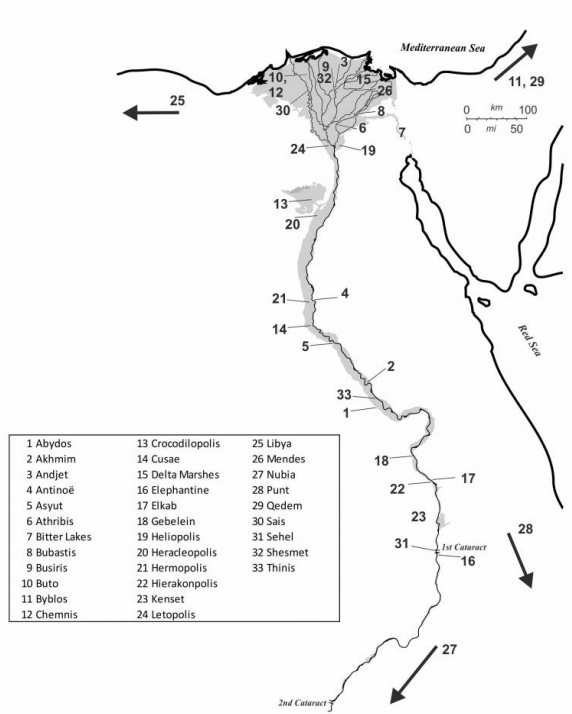 Mediterranean Sea
9
3
10,
32
15
12
26
11, 29
25
30
8
0 km 100
0 mi 50
6
7
24
19
13
20
21
4
14
5
Red Sea
2
33
1
18
17
22
23
28
31
1st Cataract
16
27
2nd Cataract
1 Abydos
2 Akhmim
3 Andjet
4 Antinoë
5 Asyut
6 Athribis
7 Bitter Lakes
8 Bubastis
9 Busiris
10 Buto
11 Byblos
12 Chemnis
13 Crocodilopolis
14 Cusae
15 Delta Marshes
16 Elephantine
17 Elkab
18 Gebelein
19 Heliopolis
20 Heracleopolis
21 Hermopolis
22 Hierakonpolis
23 Kenset
24 Letopolis
25 Libya
26 Mendes
27 Nubia
28 Punt
29 Qedem
30 Sais
31 Sehel
32 Shesmet
33 Thinis